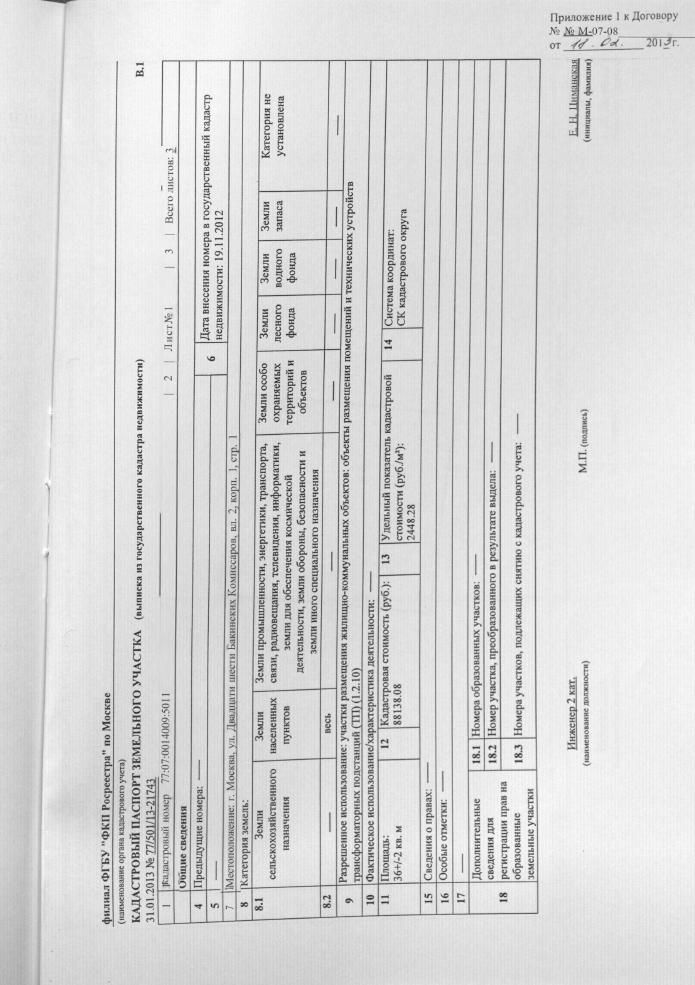 Приложение 1 к Договору
№ № М-07-08
от 11. 02. 2013г.
филиал ФГБУ "ФКП Росреестра" по Москве
(наименование органа кадастрового учета)
КАДАСТРОВЫЙ ПАСПОРТ ЗЕМЕЛЬНОГО УЧАСТКА (выписка из государственного кадастра недвижимости)
В.1
31.01.2013 № 77/501/13-21743
1 Кадастровый номер 77:07:0014009:5011 2 Лист № 1 3 Всего листов: 3
Общие сведения
4 Предыдущие номера: —
6 Дата внесения номера в государственный кадастр
недвижимости: 19.11.2012
5 —
7 Местоположение: г. Москва, ул. Двадцати шести Бакинских Комиссаров, вл. 2, корп. 1, стр. 1
8 Категория земель:
8.1
Земли
сельскохозяйственного
назначения
Земли
населенных
пунктов
Земли промышленности, энергетики, транспорта,
связи, радиовещания, телевидения, информатики,
земли для обеспечения космической
деятельности, земли обороны, безопасности и
земли иного специального назначения
Земли особо
охраняемых
территорий и
объектов
Земли
лесного
фонда
Земли
водного
фонда
Земли
запаса
Категория не
установлена
8.2 — весь — — — — — —
9 Разрешенное использование: участки размещения жилищно-коммунальных объектов: объекты размещения помещений и технических устройств
трансформаторных подстанций (ТП) (1.2.10)
10 Фактическое использование/характеристика деятельности: —
11 Площадь:
36+/-2 кв. м
12 Кадастровая стоимость (руб.):
88138.08
13 Удельный показатель кадастровой
стоимости (руб./м²):
2448.28
14 Система координат:
СК кадастрового округа
15 Сведения о правах: —
16 Особые отметки: —
17 —
18
Дополнительные
сведения для
регистрации прав на
образованные
земельные участки
18.1 Номера образованных участков: —
18.2 Номер участка, преобразованного в результате выдела: —
18.3 Номера участков, подлежащих снятию с кадастрового учета: —
Инженер 2 кат.
(наименование должности)
М.П. (подпись)
Е. Н. Циманская
(инициалы, фамилия)